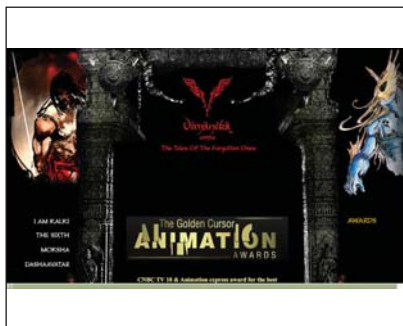 Vimanika
comics
The Tales Of The Forgotten Ones
I AM KALKI
THE SIXTH
MOKSHA
DASHAAVATAR
AWARDS
The Golden Cursor
ANIMATION
AWARDS
CNBC TV 18 & Animation express award for the best